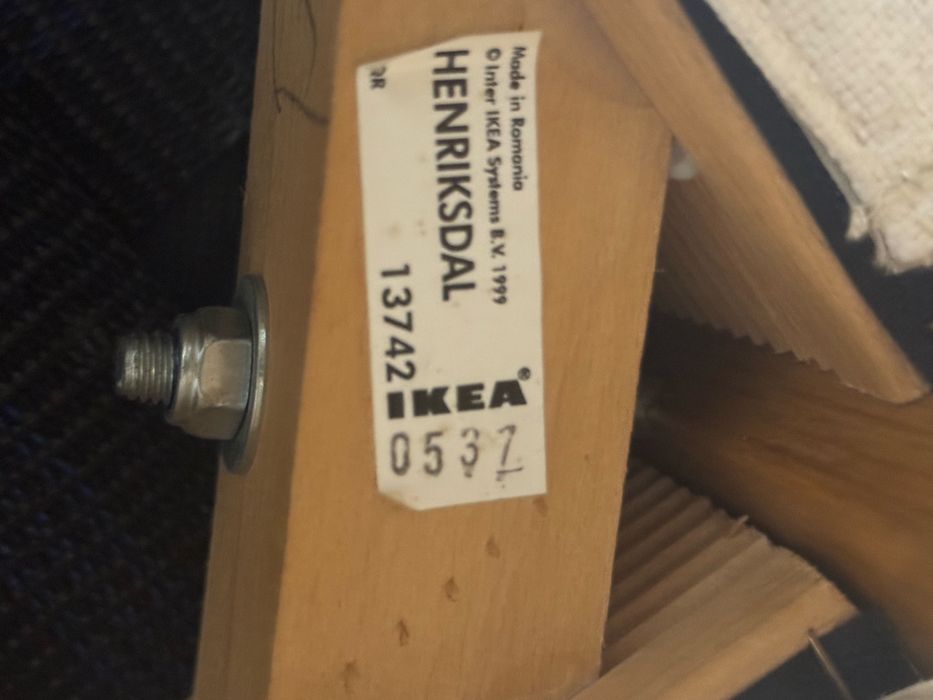 Made in Romania
© Inter IKEA Systems B.V. 1999
HENRIKSDAL
13742
IKEA®
0537